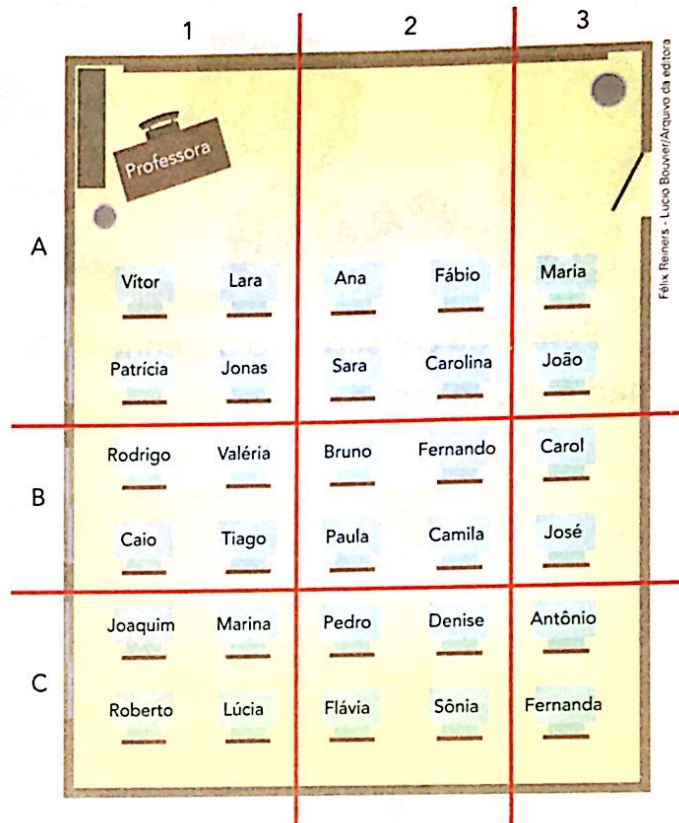 1 2 3
Félix Reiners - Lucio Bouvier/Arquivo da editora
Professora
A
Vítor Lara Ana Fábio Maria
Patrícia Jonas Sara Carolina João
Rodrigo Valéria Bruno Fernando Carol
B
Caio Tiago Paula Camila José
Joaquim Marina Pedro Denise Antônio
C
Roberto Lúcia Flávia Sônia Fernanda